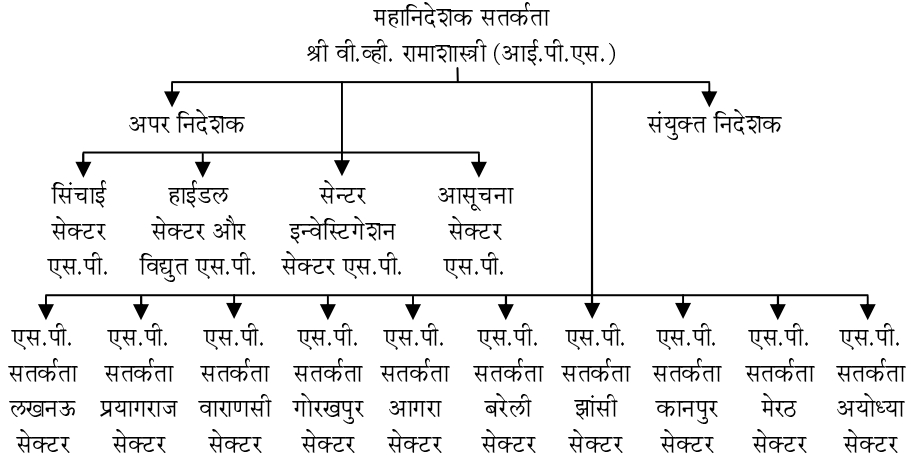 महानिदेशक सतर्कता
श्री वी.व्ही. रामाशास्त्री (आई.पी.एस.)
अपर निदेशक
संयुक्त निदेशक
सिंचाई
सेक्टर
एस.पी.
हाईडल
सेक्टर और
विद्युत एस.पी.
सेन्टर
इन्वेस्टिगेशन
सेक्टर एस.पी.
आसूचना
सेक्टर
एस.पी.
एस.पी.
सतर्कता
लखनऊ
सेक्टर
एस.पी.
सतर्कता
प्रयागराज
सेक्टर
एस.पी.
सतर्कता
वाराणसी
सेक्टर
एस.पी.
सतर्कता
गोरखपुर
सेक्टर
एस.पी.
सतर्कता
आगरा
सेक्टर
एस.पी.
सतर्कता
बरेली
सेक्टर
एस.पी.
सतर्कता
झांसी
सेक्टर
एस.पी.
सतर्कता
कानपुर
सेक्टर
एस.पी.
सतर्कता
मेरठ
सेक्टर
एस.पी.
सतर्कता
अयोध्या
सेक्टर